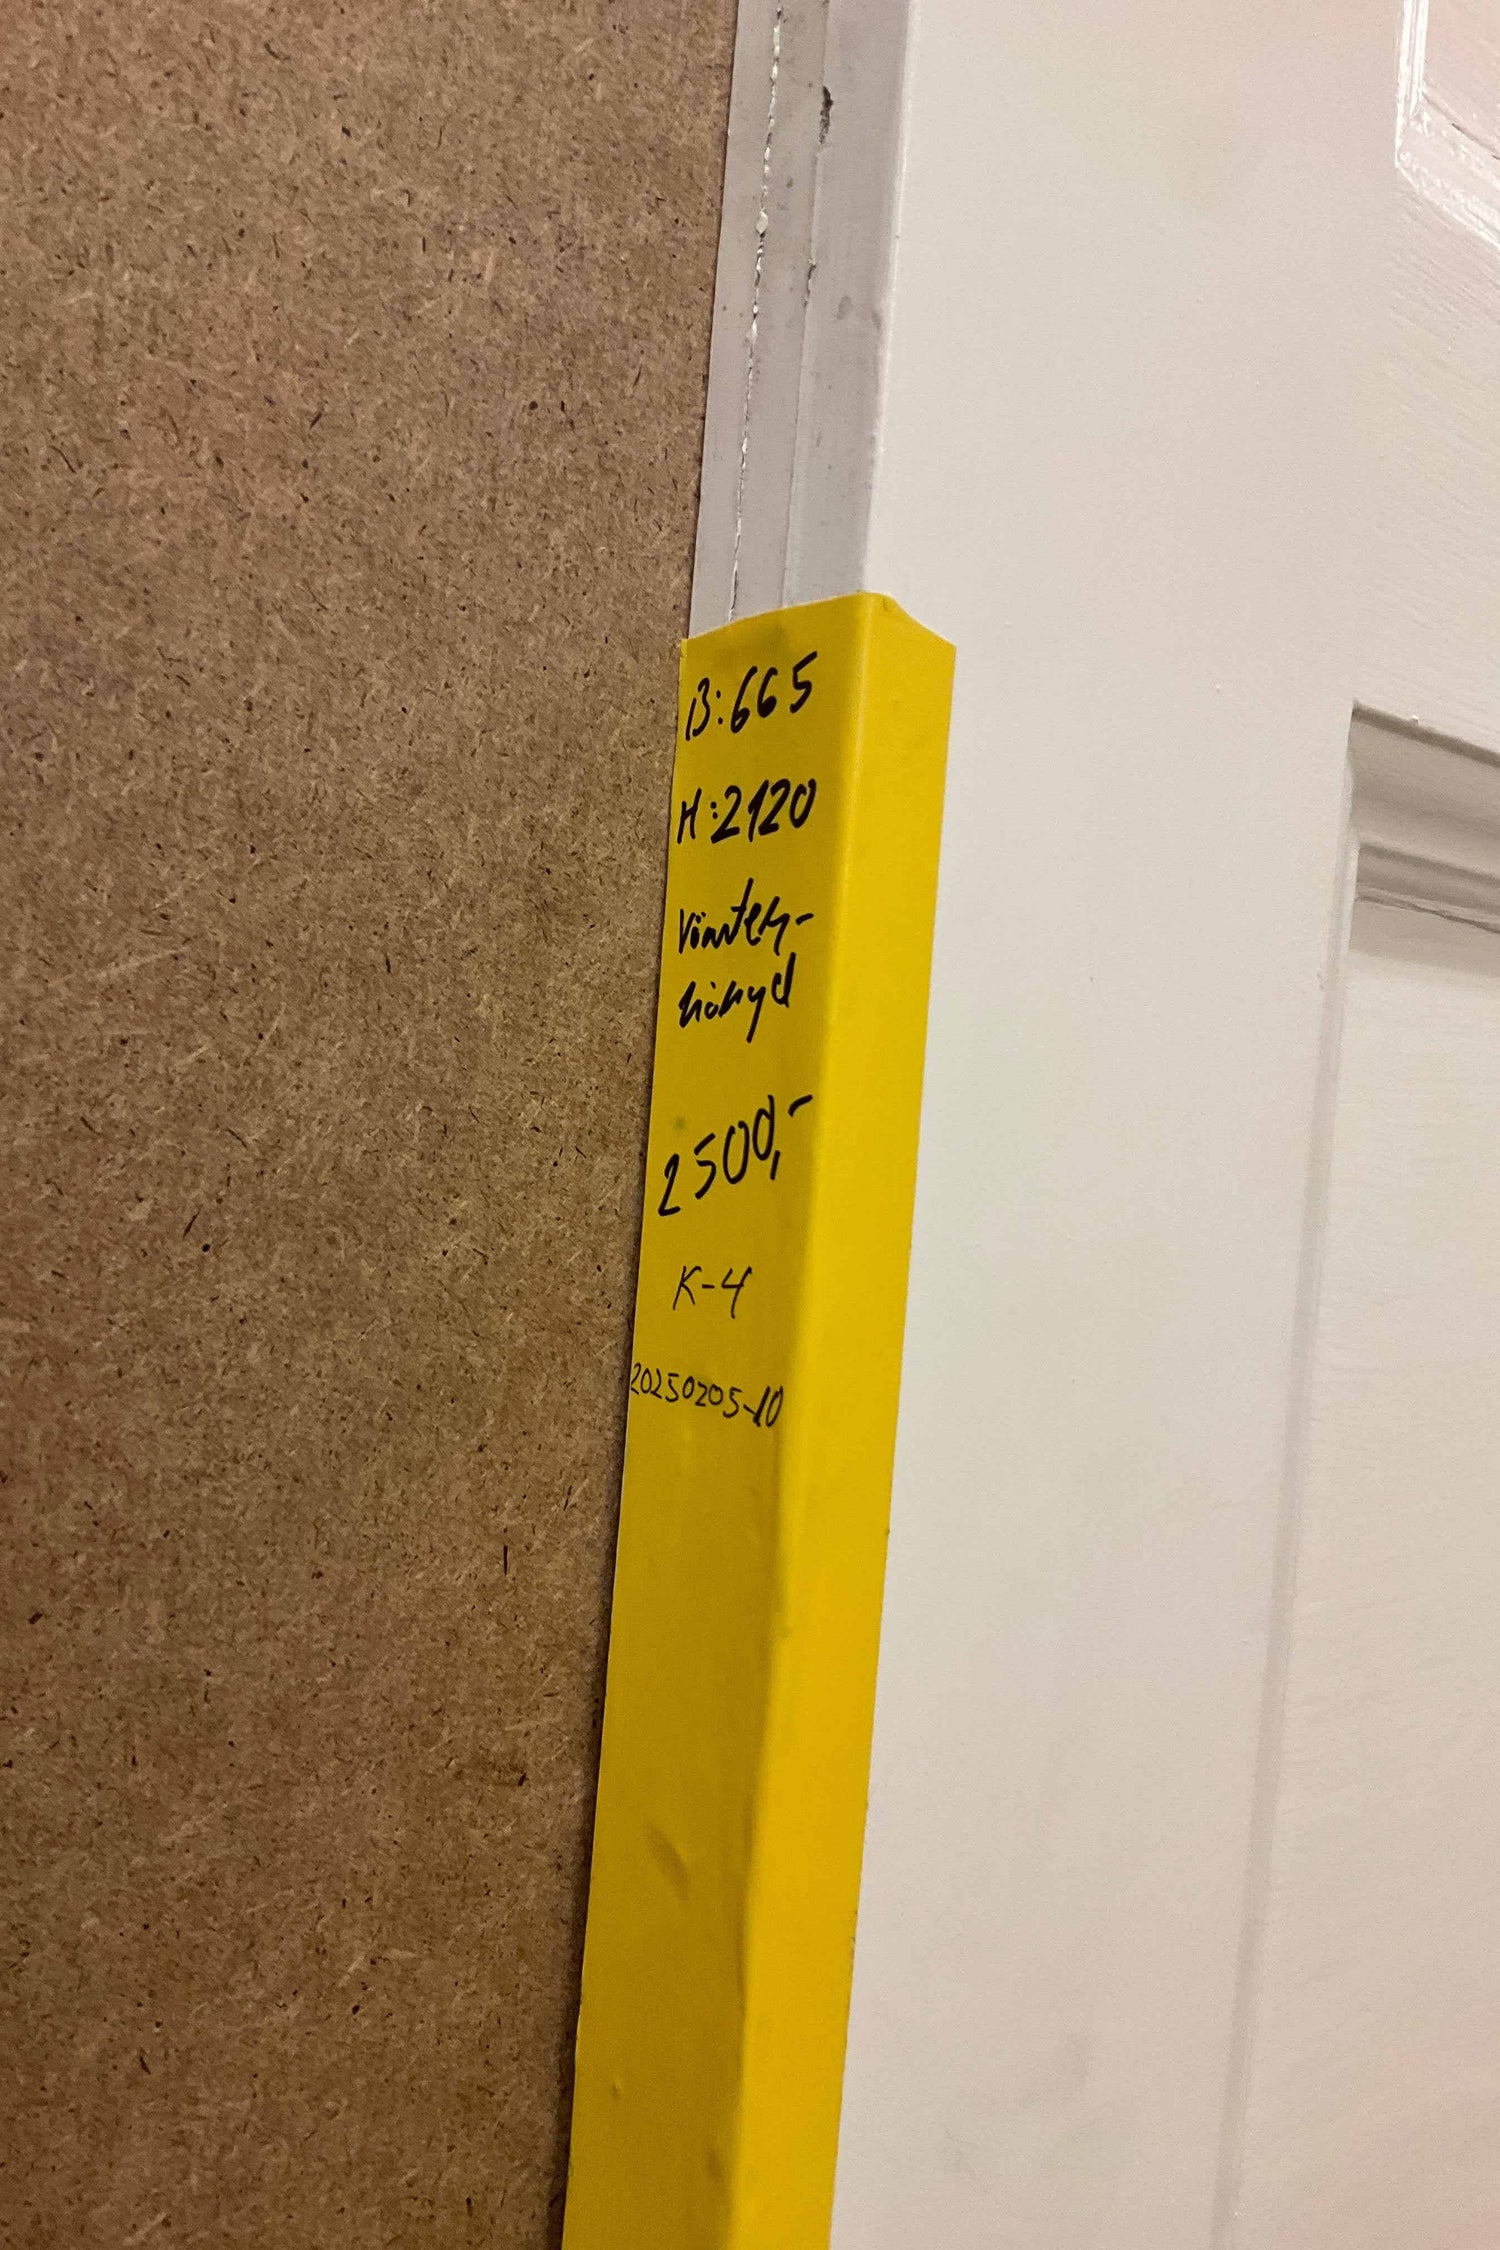 B:665
H:2120
Vänster-
hängd
2500,-
K-4
20250205-10